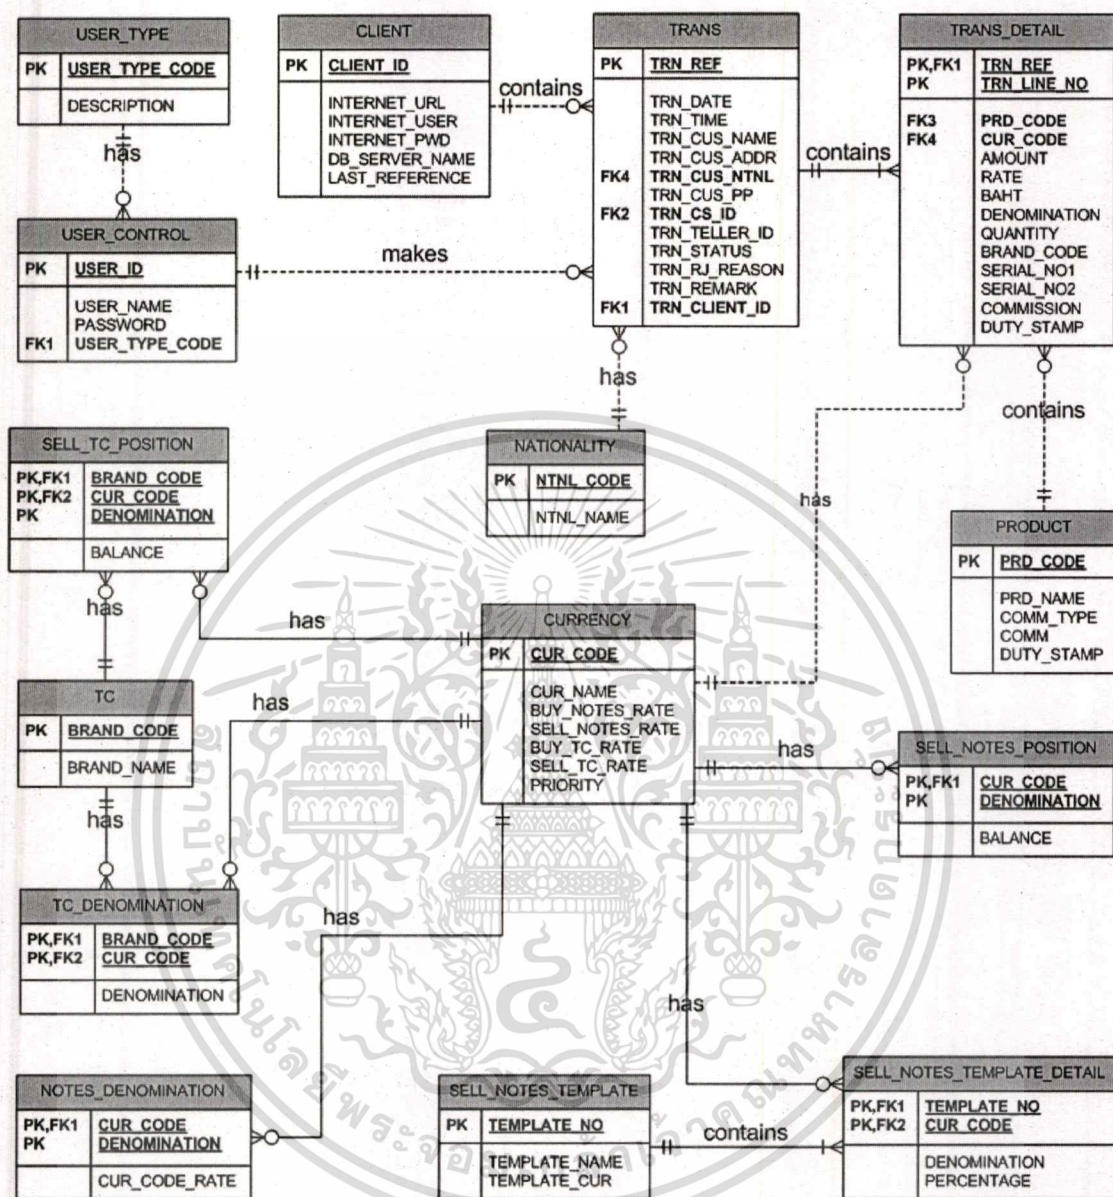 USER_TYPE
PK USER_TYPE_CODE
DESCRIPTION
has
USER_CONTROL
PK USER_ID
USER_NAME
PASSWORD
FK1 USER_TYPE_CODE
CLIENT
PK CLIENT_ID
INTERNET_URL
INTERNET_USER
INTERNET_PWD
DB_SERVER_NAME
LAST_REFERENCE
contains
makes
TRANS
PK TRN_REF
TRN_DATE
TRN_TIME
TRN_CUS_NAME
TRN_CUS_ADDR
FK4 TRN_CUS_NTNL
TRN_CUS_PP
FK2 TRN_CS_ID
TRN_TELLER_ID
TRN_STATUS
TRN_RJ_REASON
TRN_REMARK
FK1 TRN_CLIENT_ID
contains
TRANS_DETAIL
PK,FK1 TRN_REF
PK TRN_LINE_NO
FK3 PRD_CODE
FK4 CUR_CODE
AMOUNT
RATE
BAHT
DENOMINATION
QUANTITY
BRAND_CODE
SERIAL_NO1
SERIAL_NO2
COMMISSION
DUTY_STAMP
has
contains
NATIONALITY
PK NTNL_CODE
NTNL_NAME
has
PRODUCT
PK PRD_CODE
PRD_NAME
COMM_TYPE
COMM
DUTY_STAMP
SELL_TC_POSITION
PK,FK1 BRAND_CODE
PK,FK2 CUR_CODE
PK DENOMINATION
BALANCE
has
has
CURRENCY
PK CUR_CODE
CUR_NAME
BUY_NOTES_RATE
SELL_NOTES_RATE
BUY_TC_RATE
SELL_TC_RATE
PRIORITY
TC
PK BRAND_CODE
BRAND_NAME
has
has
has
SELL_NOTES_POSITION
PK,FK1 CUR_CODE
PK DENOMINATION
BALANCE
TC_DENOMINATION
PK,FK1 BRAND_CODE
PK,FK2 CUR_CODE
DENOMINATION
has
has
NOTES_DENOMINATION
PK,FK1 CUR_CODE
PK DENOMINATION
CUR_CODE_RATE
SELL_NOTES_TEMPLATE
PK TEMPLATE_NO
TEMPLATE_NAME
TEMPLATE_CUR
contains
SELL_NOTES_TEMPLATE_DETAIL
PK,FK1 TEMPLATE_NO
PK,FK2 CUR_CODE
DENOMINATION
PERCENTAGE